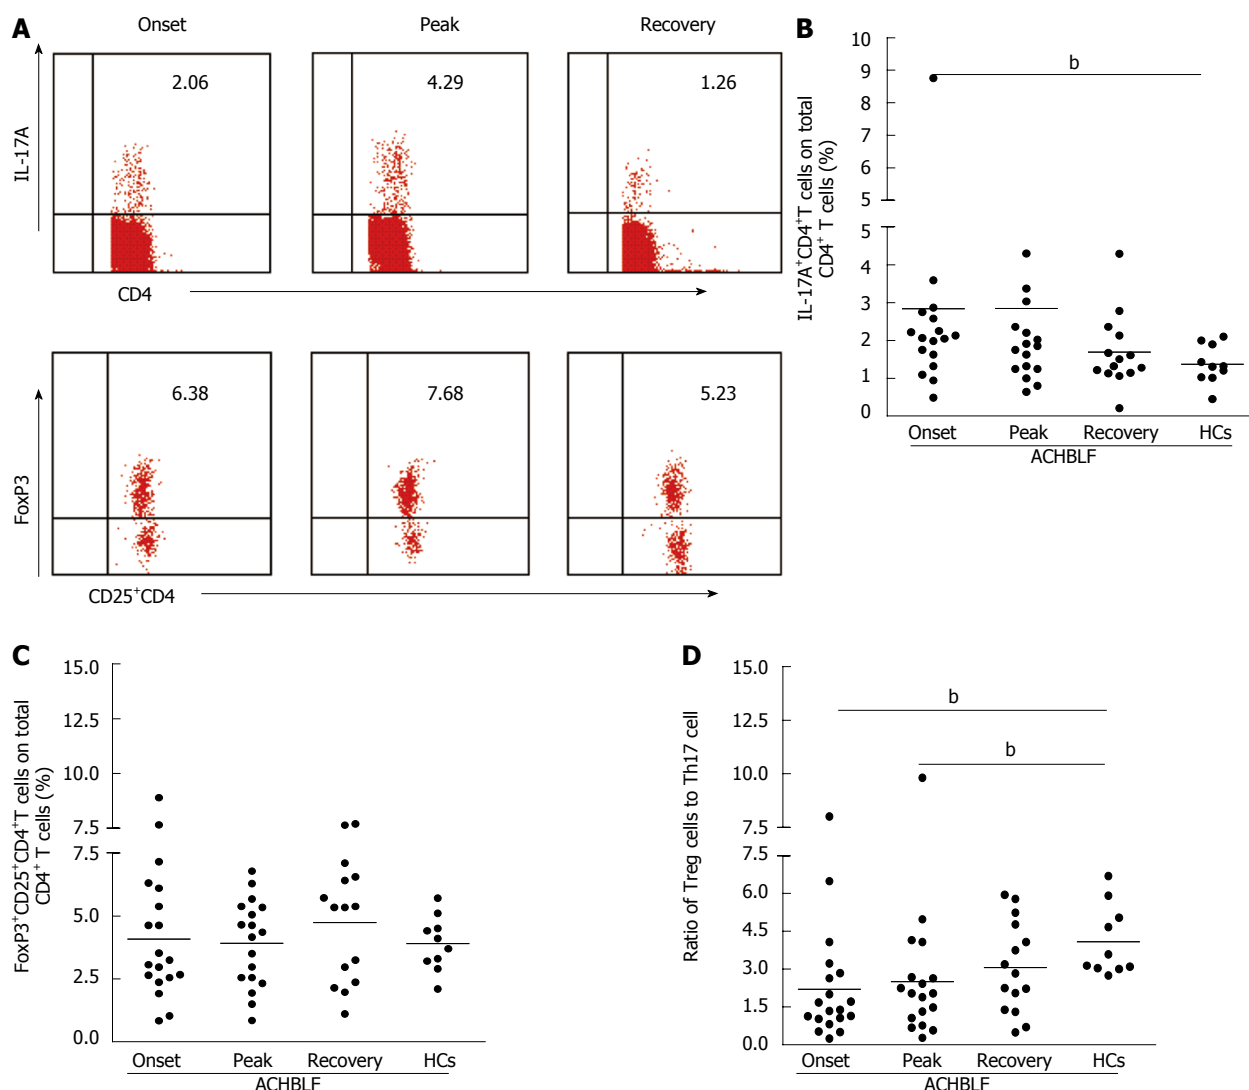 A
Onset
Peak
Recovery
2.06
4.29
1.26
IL-17A
CD4
6.38
7.68
5.23
FoxP3
CD25⁺CD4
B
IL-17A⁺CD4⁺T cells on total
CD4⁺ T cells (%)
10
9
8
7
6
5
5
4
3
2
1
0
b
Onset
Peak
Recovery
HCs
ACHBLF
C
FoxP3⁺CD25⁺CD4⁺T cells on total
CD4⁺ T cells (%)
15.0
12.5
10.0
7.5
7.5
5.0
2.5
0.0
Onset
Peak
Recovery
HCs
ACHBLF
D
Ratio of Treg cells to Th17 cell
15.0
12.5
10.0
7.5
7.5
6.0
4.5
3.0
1.5
0.0
b
b
Onset
Peak
Recovery
HCs
ACHBLF